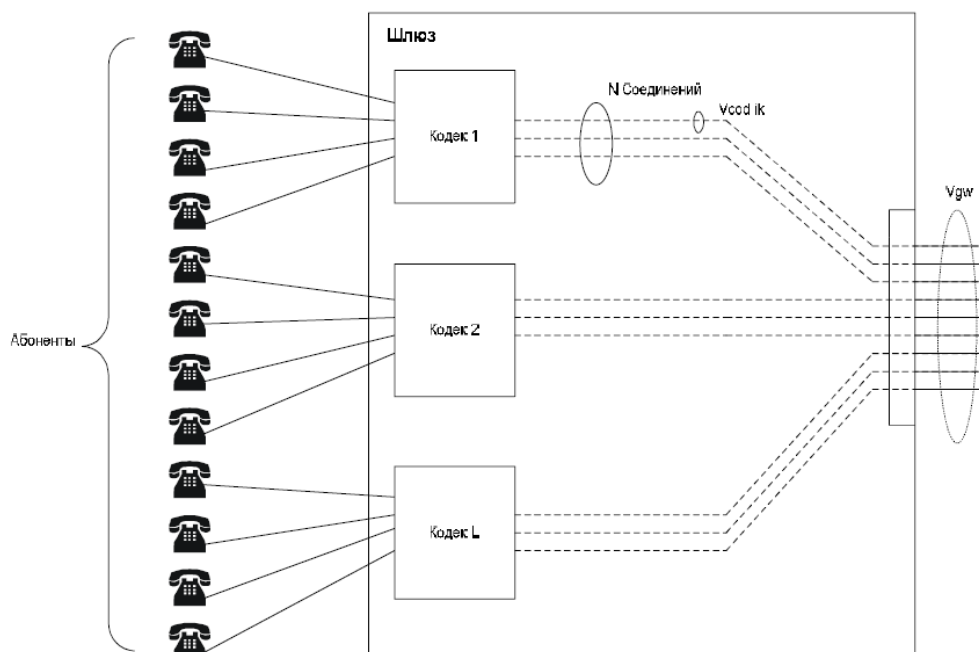 Шлюз
Кодек 1
N Соединений
Vcod ik
Vgw
Кодек 2
Абоненты
Кодек L